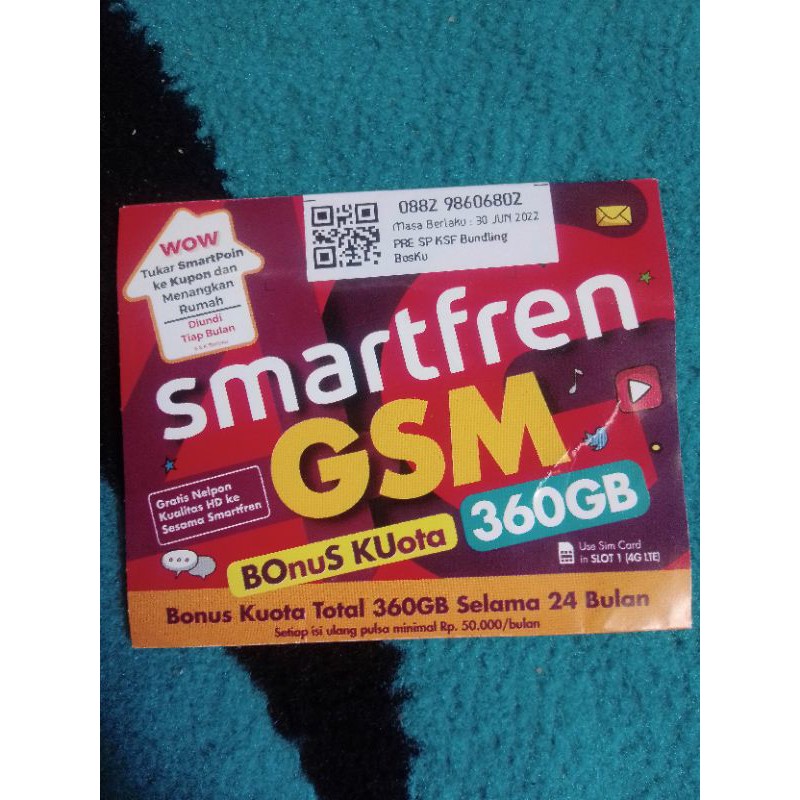 0882 98606802
Masa Berlaku : 30 JUN 2022
PRE SP KSF Bundling
BosKu
WOW
Tukar SmartPoin
ke Kupon dan
Menangkan
Rumah
Diundi
Tiap Bulan
smartfren
GSM
Gratis Nelpon
Kualitas HD ke
Sesama Smartfren
BOnuS KUota
360GB
Use Sim Card
in SLOT 1 (4G LTE)
Bonus Kuota Total 360GB Selama 24 Bulan
Setiap isi ulang pulsa minimal Rp. 50.000/bulan